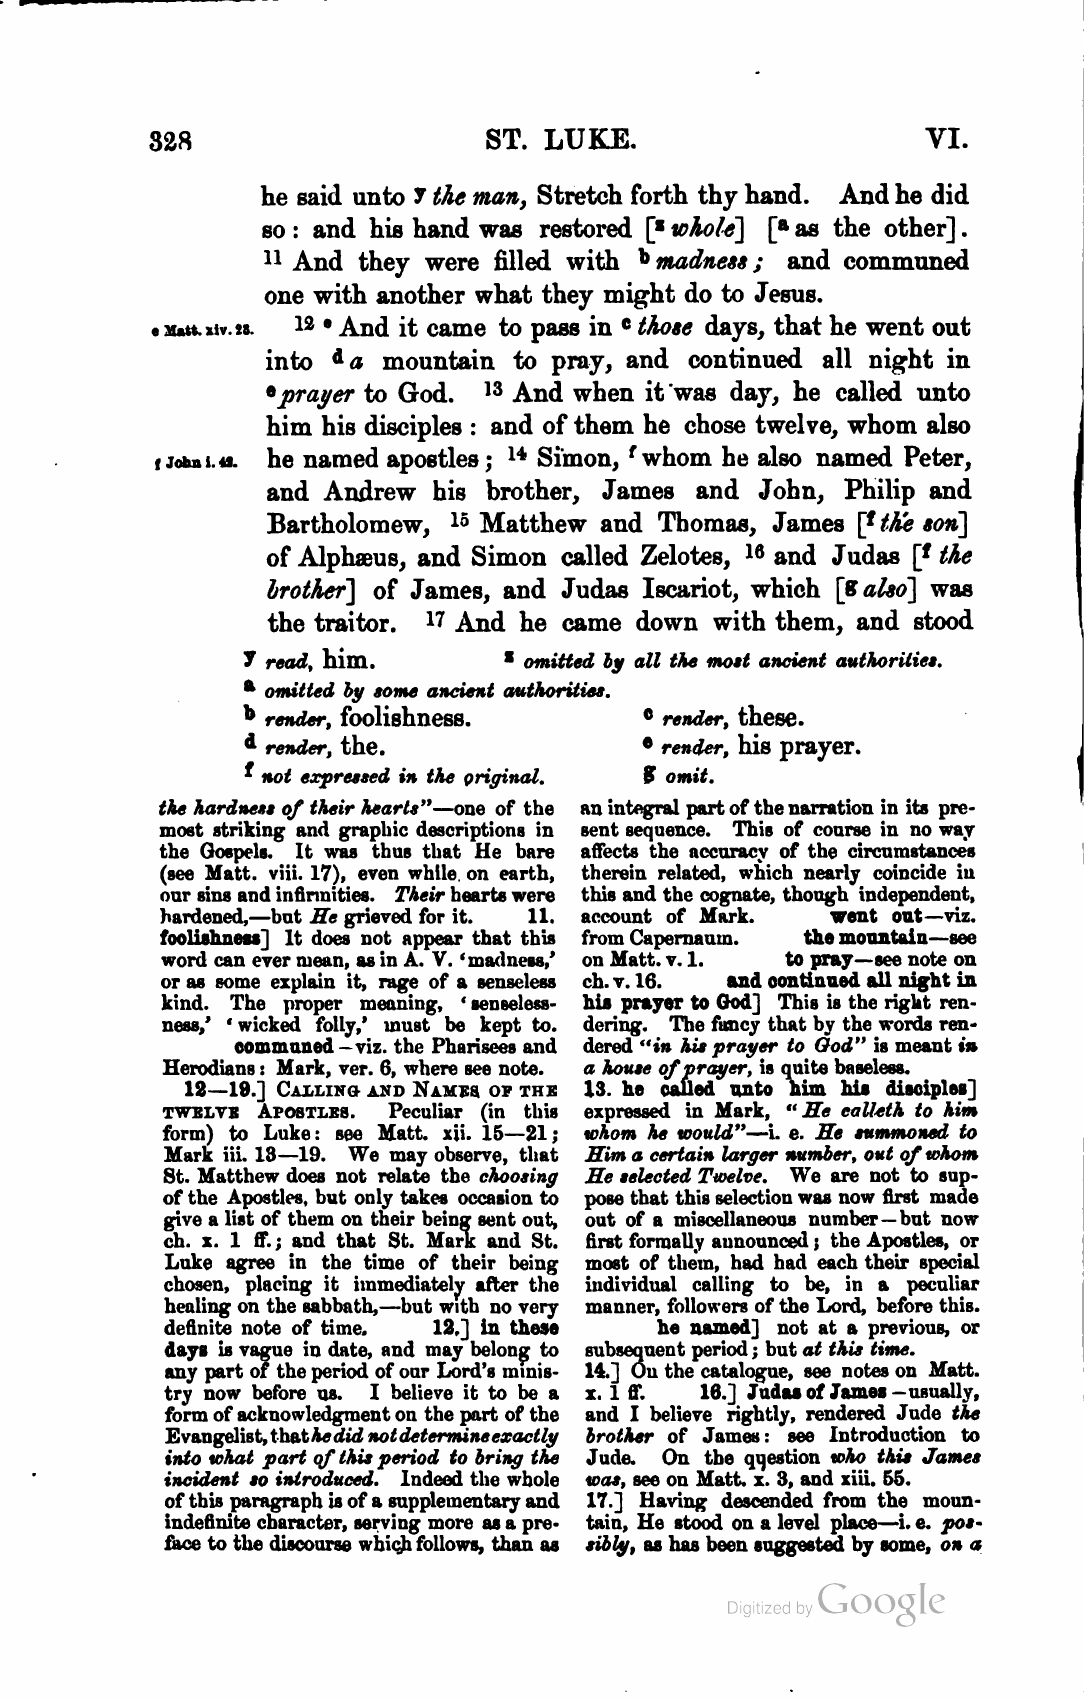 328 ST. LUKE. VI.
he said unto y the man, Stretch forth thy hand. And he did
so : and his hand was restored [z whole] [a as the other].
11 And they were filled with b madness; and communed
one with another what they might do to Jesus.
e Matt. xiv. 23. 12 e And it came to pass in c those days, that he went out
into d a mountain to pray, and continued all night in
e prayer to God. 13 And when it was day, he called unto
him his disciples : and of them he chose twelve, whom also
f John i. 42. he named apostles; 14 Simon, f whom he also named Peter,
and Andrew his brother, James and John, Philip and
Bartholomew, 15 Matthew and Thomas, James [f the son]
of Alphæus, and Simon called Zelotes, 16 and Judas [f the
brother] of James, and Judas Iscariot, which [g also] was
the traitor. 17 And he came down with them, and stood
y read, him. z omitted by all the most ancient authorities.
a omitted by some ancient authorities.
b render, foolishness. c render, these.
d render, the. e render, his prayer.
f not expressed in the original. g omit.
the hardness of their hearts”—one of the
most striking and graphic descriptions in
the Gospels. It was thus that He bare
(see Matt. viii. 17), even while on earth,
our sins and infirmities. Their hearts were
hardened,—but He grieved for it. 11.
foolishness] It does not appear that this
word can ever mean, as in A. V. ‘madness,’
or as some explain it, rage of a senseless
kind. The proper meaning, ‘senseless-
ness,’ ‘wicked folly,’ must be kept to.
communed—viz. the Pharisees and
Herodians : Mark, ver. 6, where see note.
12—19.] CALLING AND NAMES OF THE
TWELVE APOSTLES. Peculiar (in this
form) to Luke: see Matt. xii. 15—21;
Mark iii. 13—19. We may observe, that
St. Matthew does not relate the choosing
of the Apostles, but only takes occasion to
give a list of them on their being sent out,
ch. x. 1 ff.; and that St. Mark and St.
Luke agree in the time of their being
chosen, placing it immediately after the
healing on the sabbath,—but with no very
definite note of time. 12.] in these
days is vague in date, and may belong to
any part of the period of our Lord's minis-
try now before us. I believe it to be a
form of acknowledgment on the part of the
Evangelist, that he did not determine exactly
into what part of this period to bring the
incident so introduced. Indeed the whole
of this paragraph is of a supplementary and
indefinite character, serving more as a pre-
face to the discourse which follows, than as
an integral part of the narration in its pre-
sent sequence. This of course in no way
affects the accuracy of the circumstances
therein related, which nearly coincide in
this and the cognate, though independent,
account of Mark. went out—viz.
from Capernaum. the mountain—see
on Matt. v. 1. to pray—see note on
ch. v. 16. and continued all night in
his prayer to God] This is the right ren-
dering. The fancy that by the words ren-
dered “in his prayer to God” is meant in
a house of prayer, is quite baseless.
13. he called unto him his disciples]
expressed in Mark, “He calleth to him
whom he would”—i. e. He summoned to
Him a certain larger number, out of whom
He selected Twelve. We are not to sup-
pose that this selection was now first made
out of a miscellaneous number—but now
first formally announced; the Apostles, or
most of them, had had each their special
individual calling to be, in a peculiar
manner, followers of the Lord, before this.
he named] not at a previous, or
subsequent period; but at this time.
14.] On the catalogue, see notes on Matt.
x. 1 ff. 16.] Judas of James—usually,
and I believe rightly, rendered Jude the
brother of James: see Introduction to
Jude. On the question who this James
was, see on Matt. x. 3, and xiii. 55.
17.] Having descended from the moun-
tain, He stood on a level place—i. e. pos-
sibly, as has been suggested by some, on a
Digitized by Google